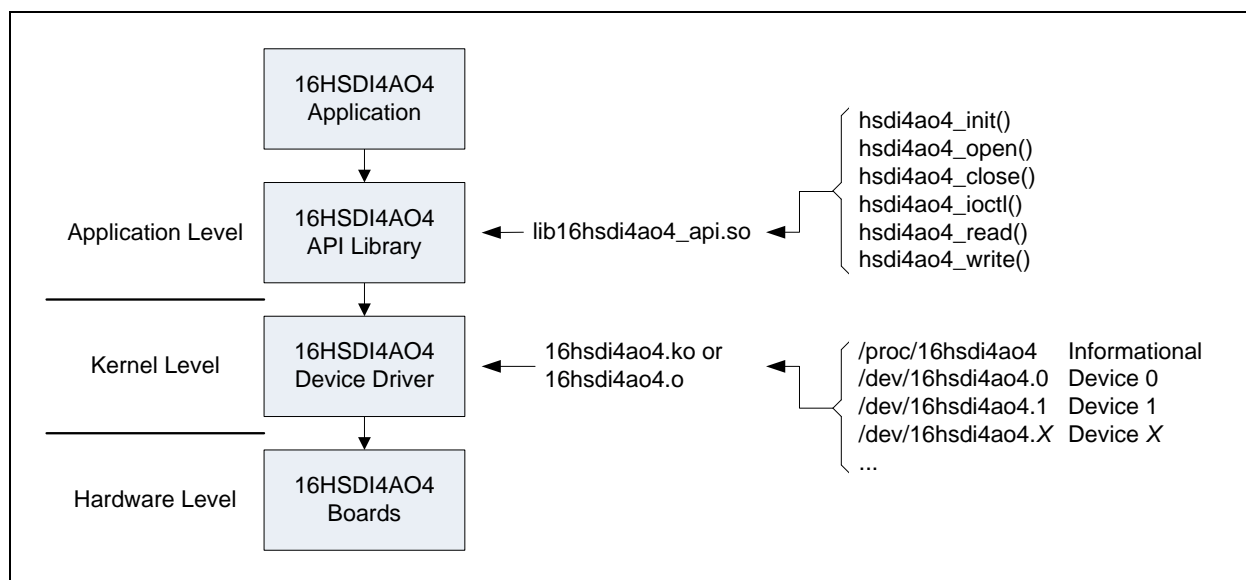 16HSDI4AO4
Application
Application Level
16HSDI4AO4
API Library
lib16hsdi4ao4_api.so
hsdi4ao4_init()
hsdi4ao4_open()
hsdi4ao4_close()
hsdi4ao4_ioctl()
hsdi4ao4_read()
hsdi4ao4_write()
Kernel Level
16HSDI4AO4
Device Driver
16hsdi4ao4.ko or
16hsdi4ao4.o
/proc/16hsdi4ao4 Informational
/dev/16hsdi4ao4.0 Device 0
/dev/16hsdi4ao4.1 Device 1
/dev/16hsdi4ao4.X Device X
...
Hardware Level
16HSDI4AO4
Boards